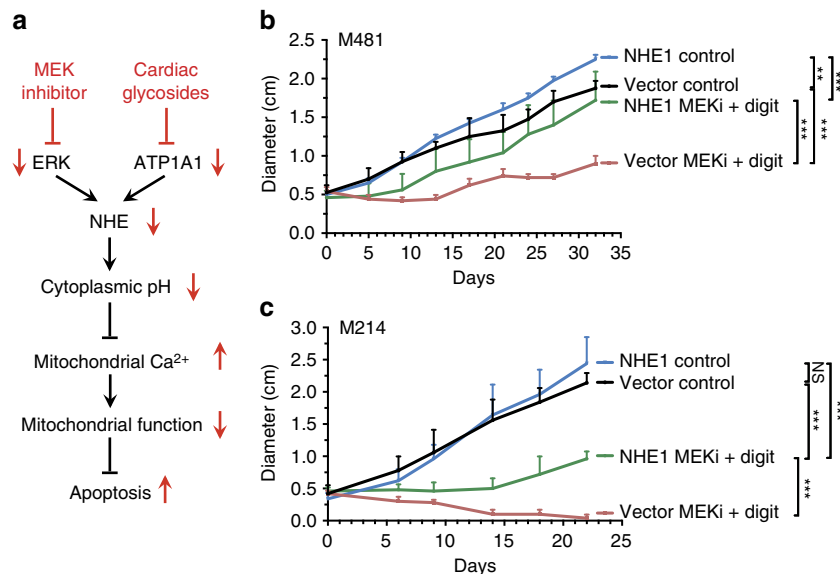 a
MEK
inhibitor
Cardiac
glycosides
ERK
ATP1A1
NHE
Cytoplasmic pH
Mitochondrial Ca²⁺
Mitochondrial function
Apoptosis
b
M481
2.5
2.0
1.5
1.0
0.5
0.0
Diameter (cm)
0 5 10 15 20 25 30 35
Days
NHE1 control
Vector control
NHE1 MEKi + digit
Vector MEKi + digit
**
***
***
***
c
M214
3.0
2.5
2.0
1.5
1.0
0.5
0.0
Diameter (cm)
0 5 10 15 20 25
Days
NHE1 control
Vector control
NHE1 MEKi + digit
Vector MEKi + digit
NS
***
***
***